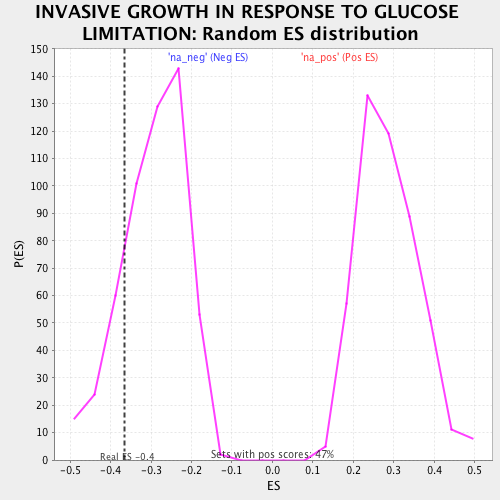 INVASIVE GROWTH IN RESPONSE TO GLUCOSE
LIMITATION: Random ES distribution
'na_neg' (Neg ES)
'na_pos' (Pos ES)
150
140
130
120
110
100
90
80
70
60
50
40
30
20
10
0
P(ES)
Real ES -0.4
Sets with pos scores: 47%
-0.5 -0.4 -0.3 -0.2 -0.1 0.0 0.1 0.2 0.3 0.4 0.5
ES